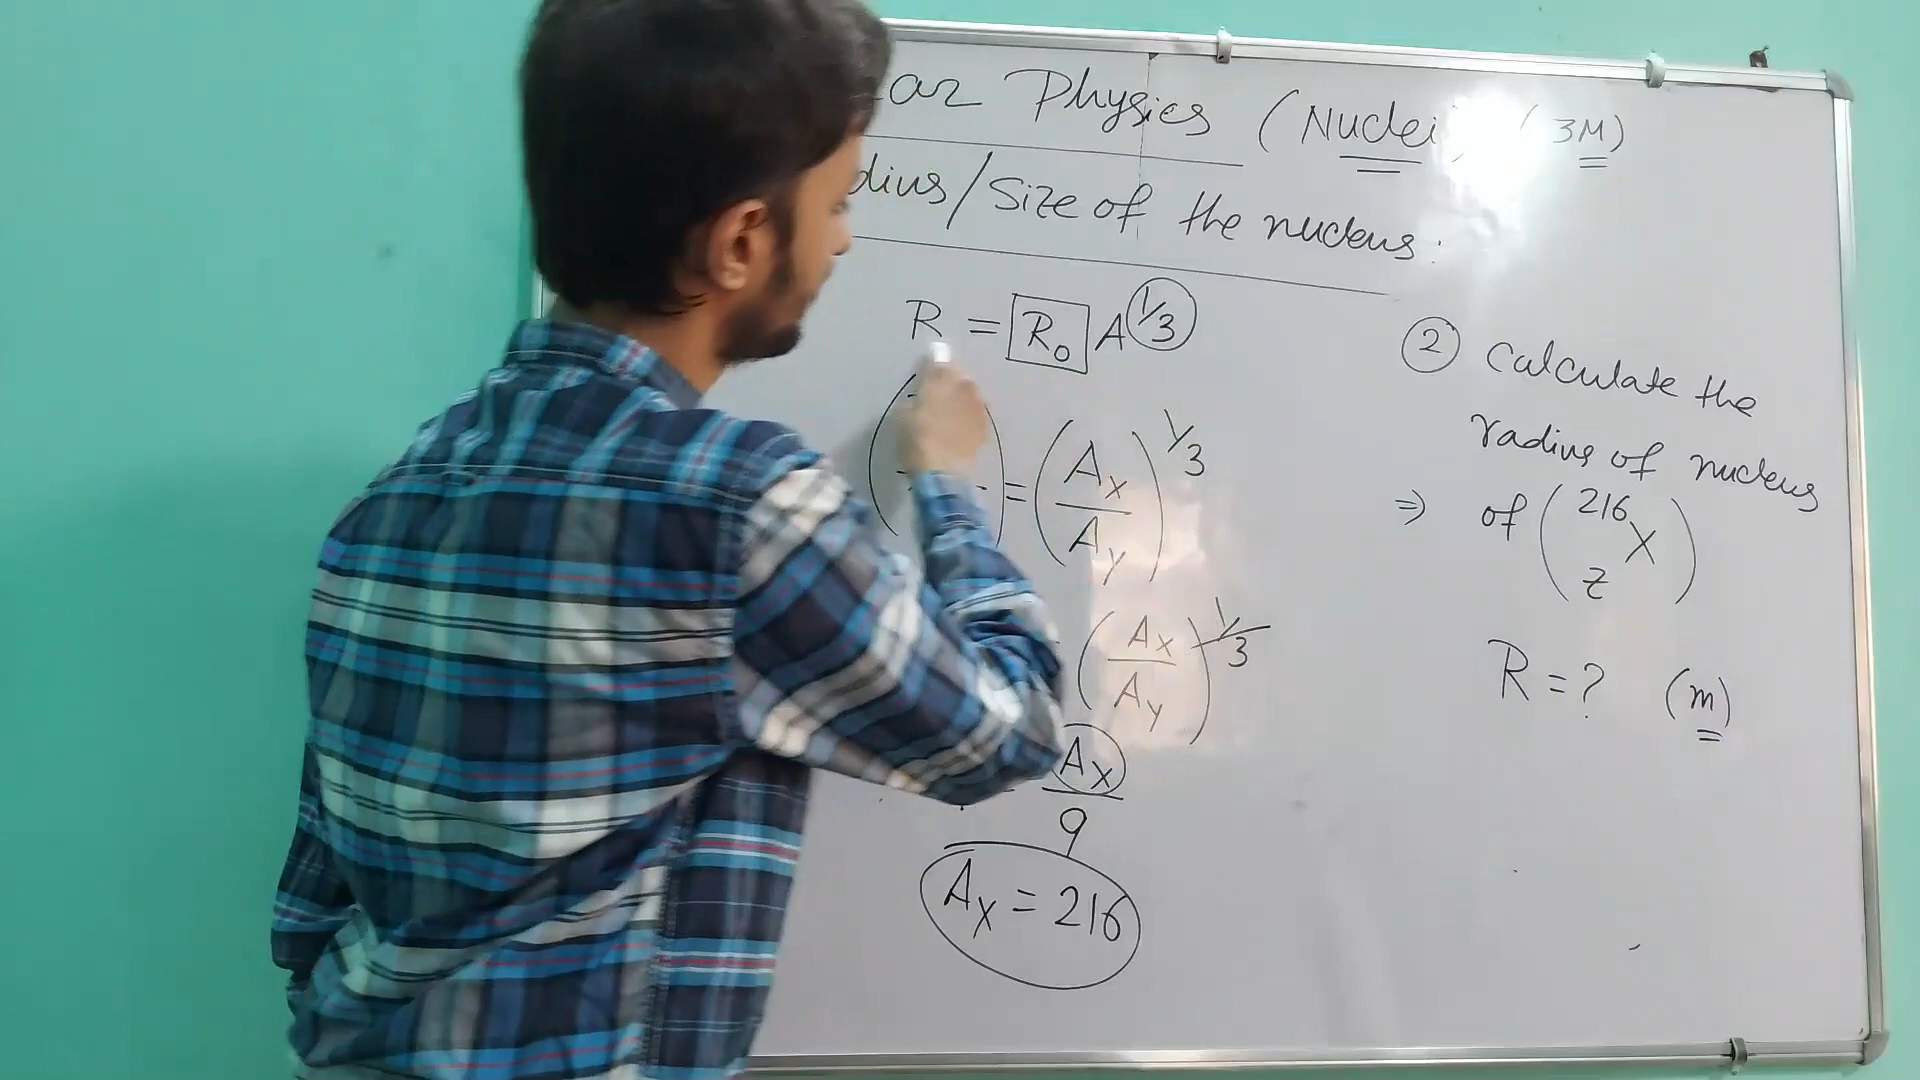 Physics (Nuclei) (3M)
/Size of the nucleus:
R = R₀ A^(1/3)
= (Ax/Ay)^(1/3)
(Ax/Ay)^(1/3)
Ax/9
Ax = 216
② Calculate the
radius of nucleus
⇒ of (²¹⁶zX)
R = ? (m)